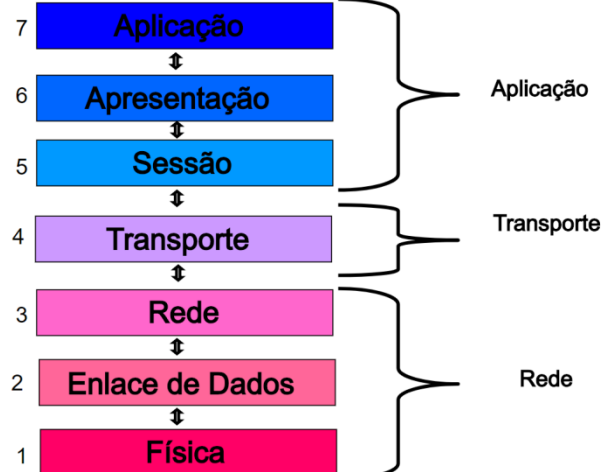 7 Aplicação
6 Apresentação
5 Sessão
Aplicação
4 Transporte
Transporte
3 Rede
2 Enlace de Dados
1 Física
Rede